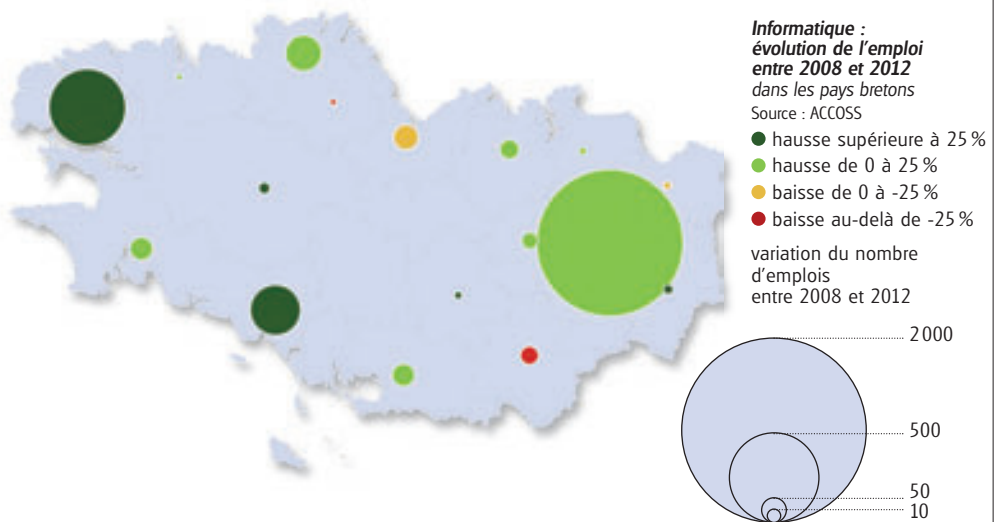 Informatique :
évolution de l'emploi
entre 2008 et 2012
dans les pays bretons
Source : ACCOSS
hausse supérieure à 25 %
hausse de 0 à 25 %
baisse de 0 à -25 %
baisse au-delà de -25 %
variation du nombre
d'emplois
entre 2008 et 2012
2000
500
50
10